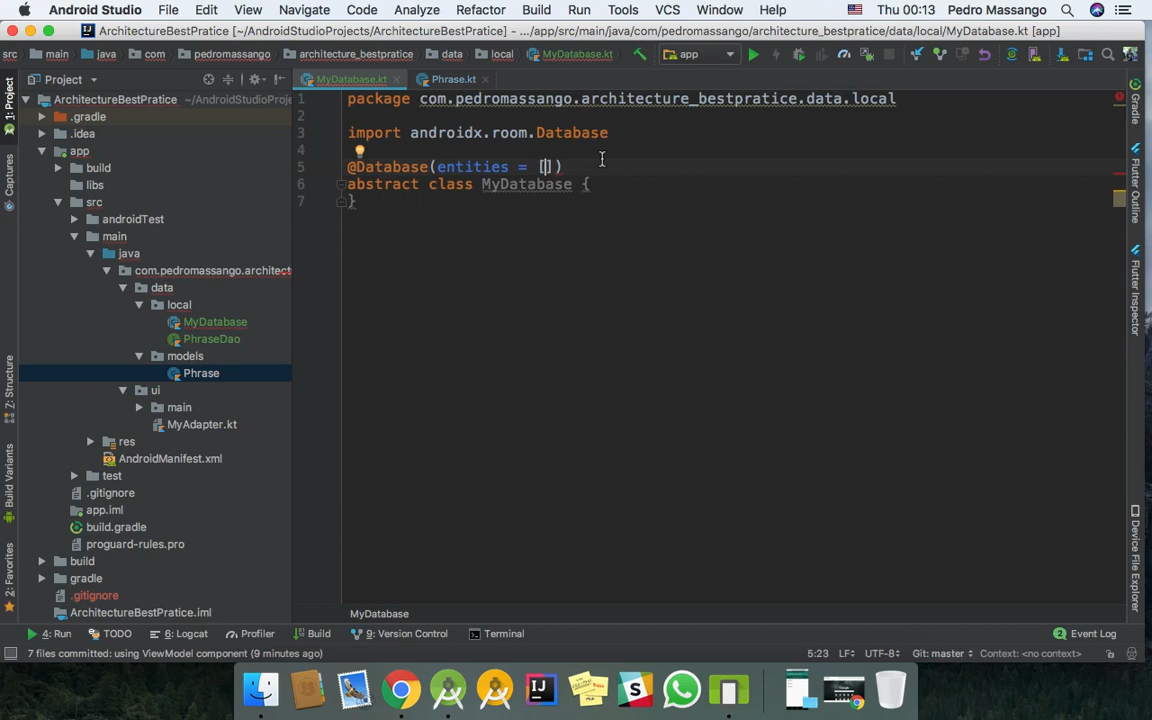 Android Studio File Edit View Navigate Code Analyze Refactor Build Run Tools VCS Window Help Thu 00:13 Pedro Massango
ArchitectureBestPratice [~/AndroidStudioProjects/ArchitectureBestPratice] - .../app/src/main/java/com/pedromassango/architecture_bestpratice/data/local/MyDatabase.kt [app]
src main java com pedromassango architecture_bestpratice data local MyDatabase.kt app
Project MyDatabase.kt Phrase.kt
ArchitectureBestPratice ~/AndroidStudioPro
.gradle
.idea
app
build
libs
src
androidTest
main
java
com.pedromassango.architect
data
local
MyDatabase
PhraseDao
models
Phrase
ui
main
MyAdapter.kt
res
AndroidManifest.xml
test
.gitignore
app.iml
build.gradle
proguard-rules.pro
build
gradle
.gitignore
ArchitectureBestPratice.iml
1 package com.pedromassango.architecture_bestpratice.data.local
2
3 import androidx.room.Database
4
5 @Database(entities = [])
6 abstract class MyDatabase {
7 }
MyDatabase
1: Project
Captures
7: Structure
Build Variants
2: Favorites
Gradle
Flutter Outline
Flutter Inspector
Device File Explorer
4: Run TODO 6: Logcat Profiler Build 9: Version Control Terminal 2 Event Log
7 files committed: using ViewModel component (9 minutes ago) 5:23 LF÷ UTF-8÷ Git: master÷ Context: <no context>